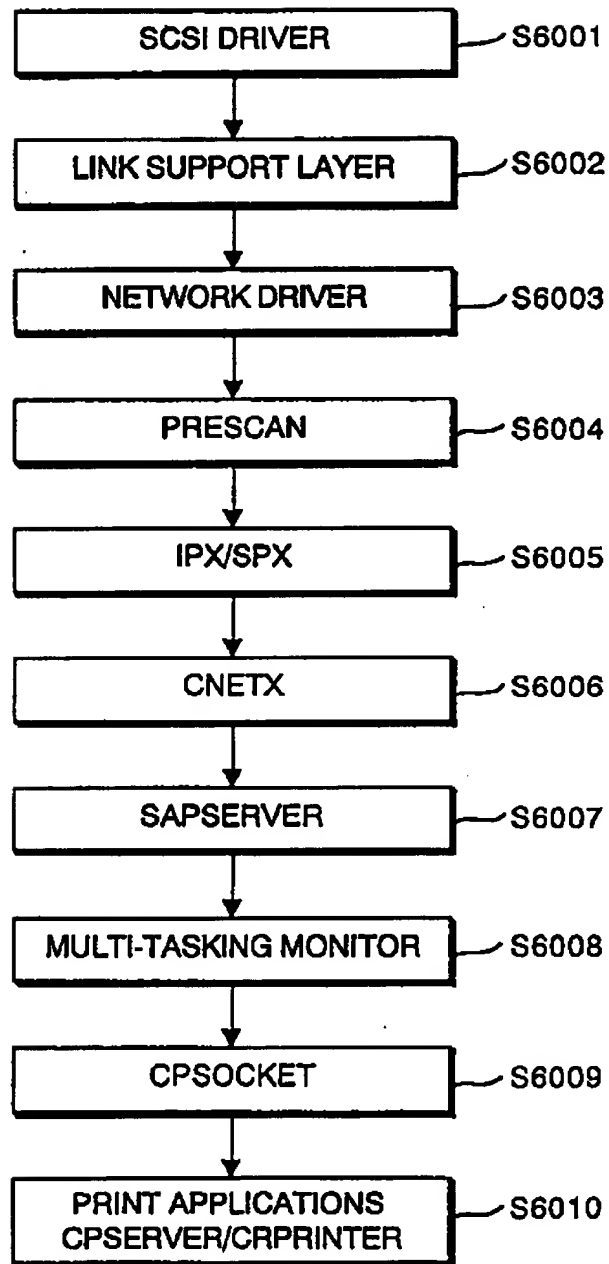 SCSI DRIVER S6001
LINK SUPPORT LAYER S6002
NETWORK DRIVER S6003
PRESCAN S6004
IPX/SPX S6005
CNETX S6006
SAPSERVER S6007
MULTI-TASKING MONITOR S6008
CPSOCKET S6009
PRINT APPLICATIONS S6010
CPSERVER/CRPRINTER